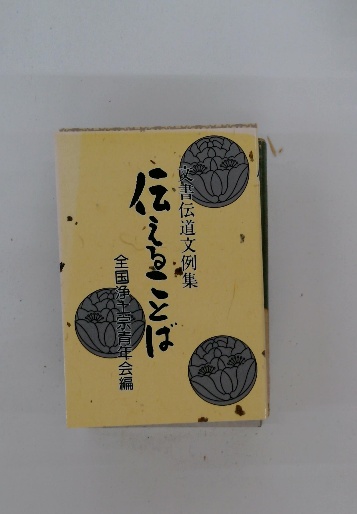 文書伝道文例集
伝えることば
全国浄土宗青年会編